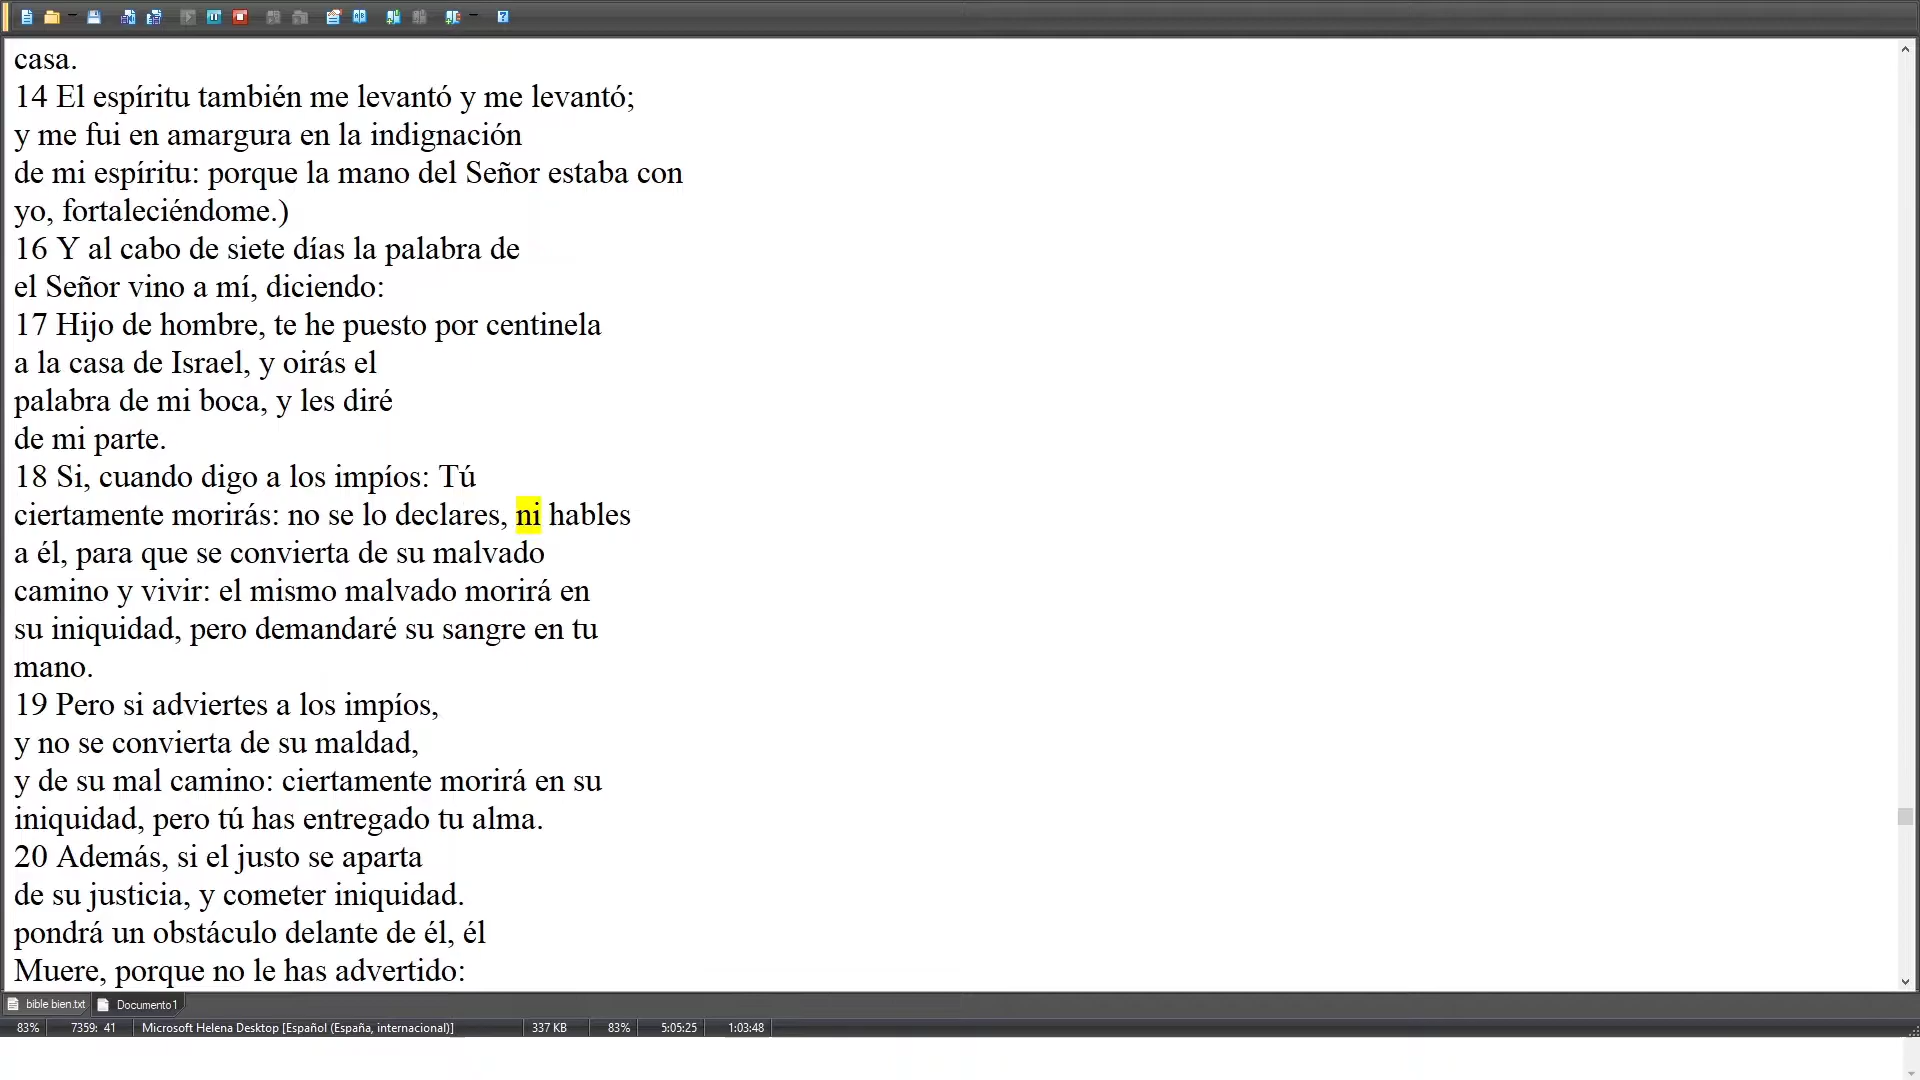 casa.
14 El espíritu también me levantó y me levantó;
y me fui en amargura en la indignación
de mi espíritu: porque la mano del Señor estaba con
yo, fortaleciéndome.)
16 Y al cabo de siete días la palabra de
el Señor vino a mí, diciendo:
17 Hijo de hombre, te he puesto por centinela
a la casa de Israel, y oirás el
palabra de mi boca, y les diré
de mi parte.
18 Si, cuando digo a los impíos: Tú
ciertamente morirás: no se lo declares, ni hables
a él, para que se convierta de su malvado
camino y vivir: el mismo malvado morirá en
su iniquidad, pero demandaré su sangre en tu
mano.
19 Pero si adviertes a los impíos,
y no se convierta de su maldad,
y de su mal camino: ciertamente morirá en su
iniquidad, pero tú has entregado tu alma.
20 Además, si el justo se aparta
de su justicia, y cometer iniquidad.
pondrá un obstáculo delante de él, él
Muere, porque no le has advertido:
bible bien.txt Documento1
83% 7359: 41 Microsoft Helena Desktop [Español (España, internacional)] 337 KB 83% 5:05:25 1:03:48